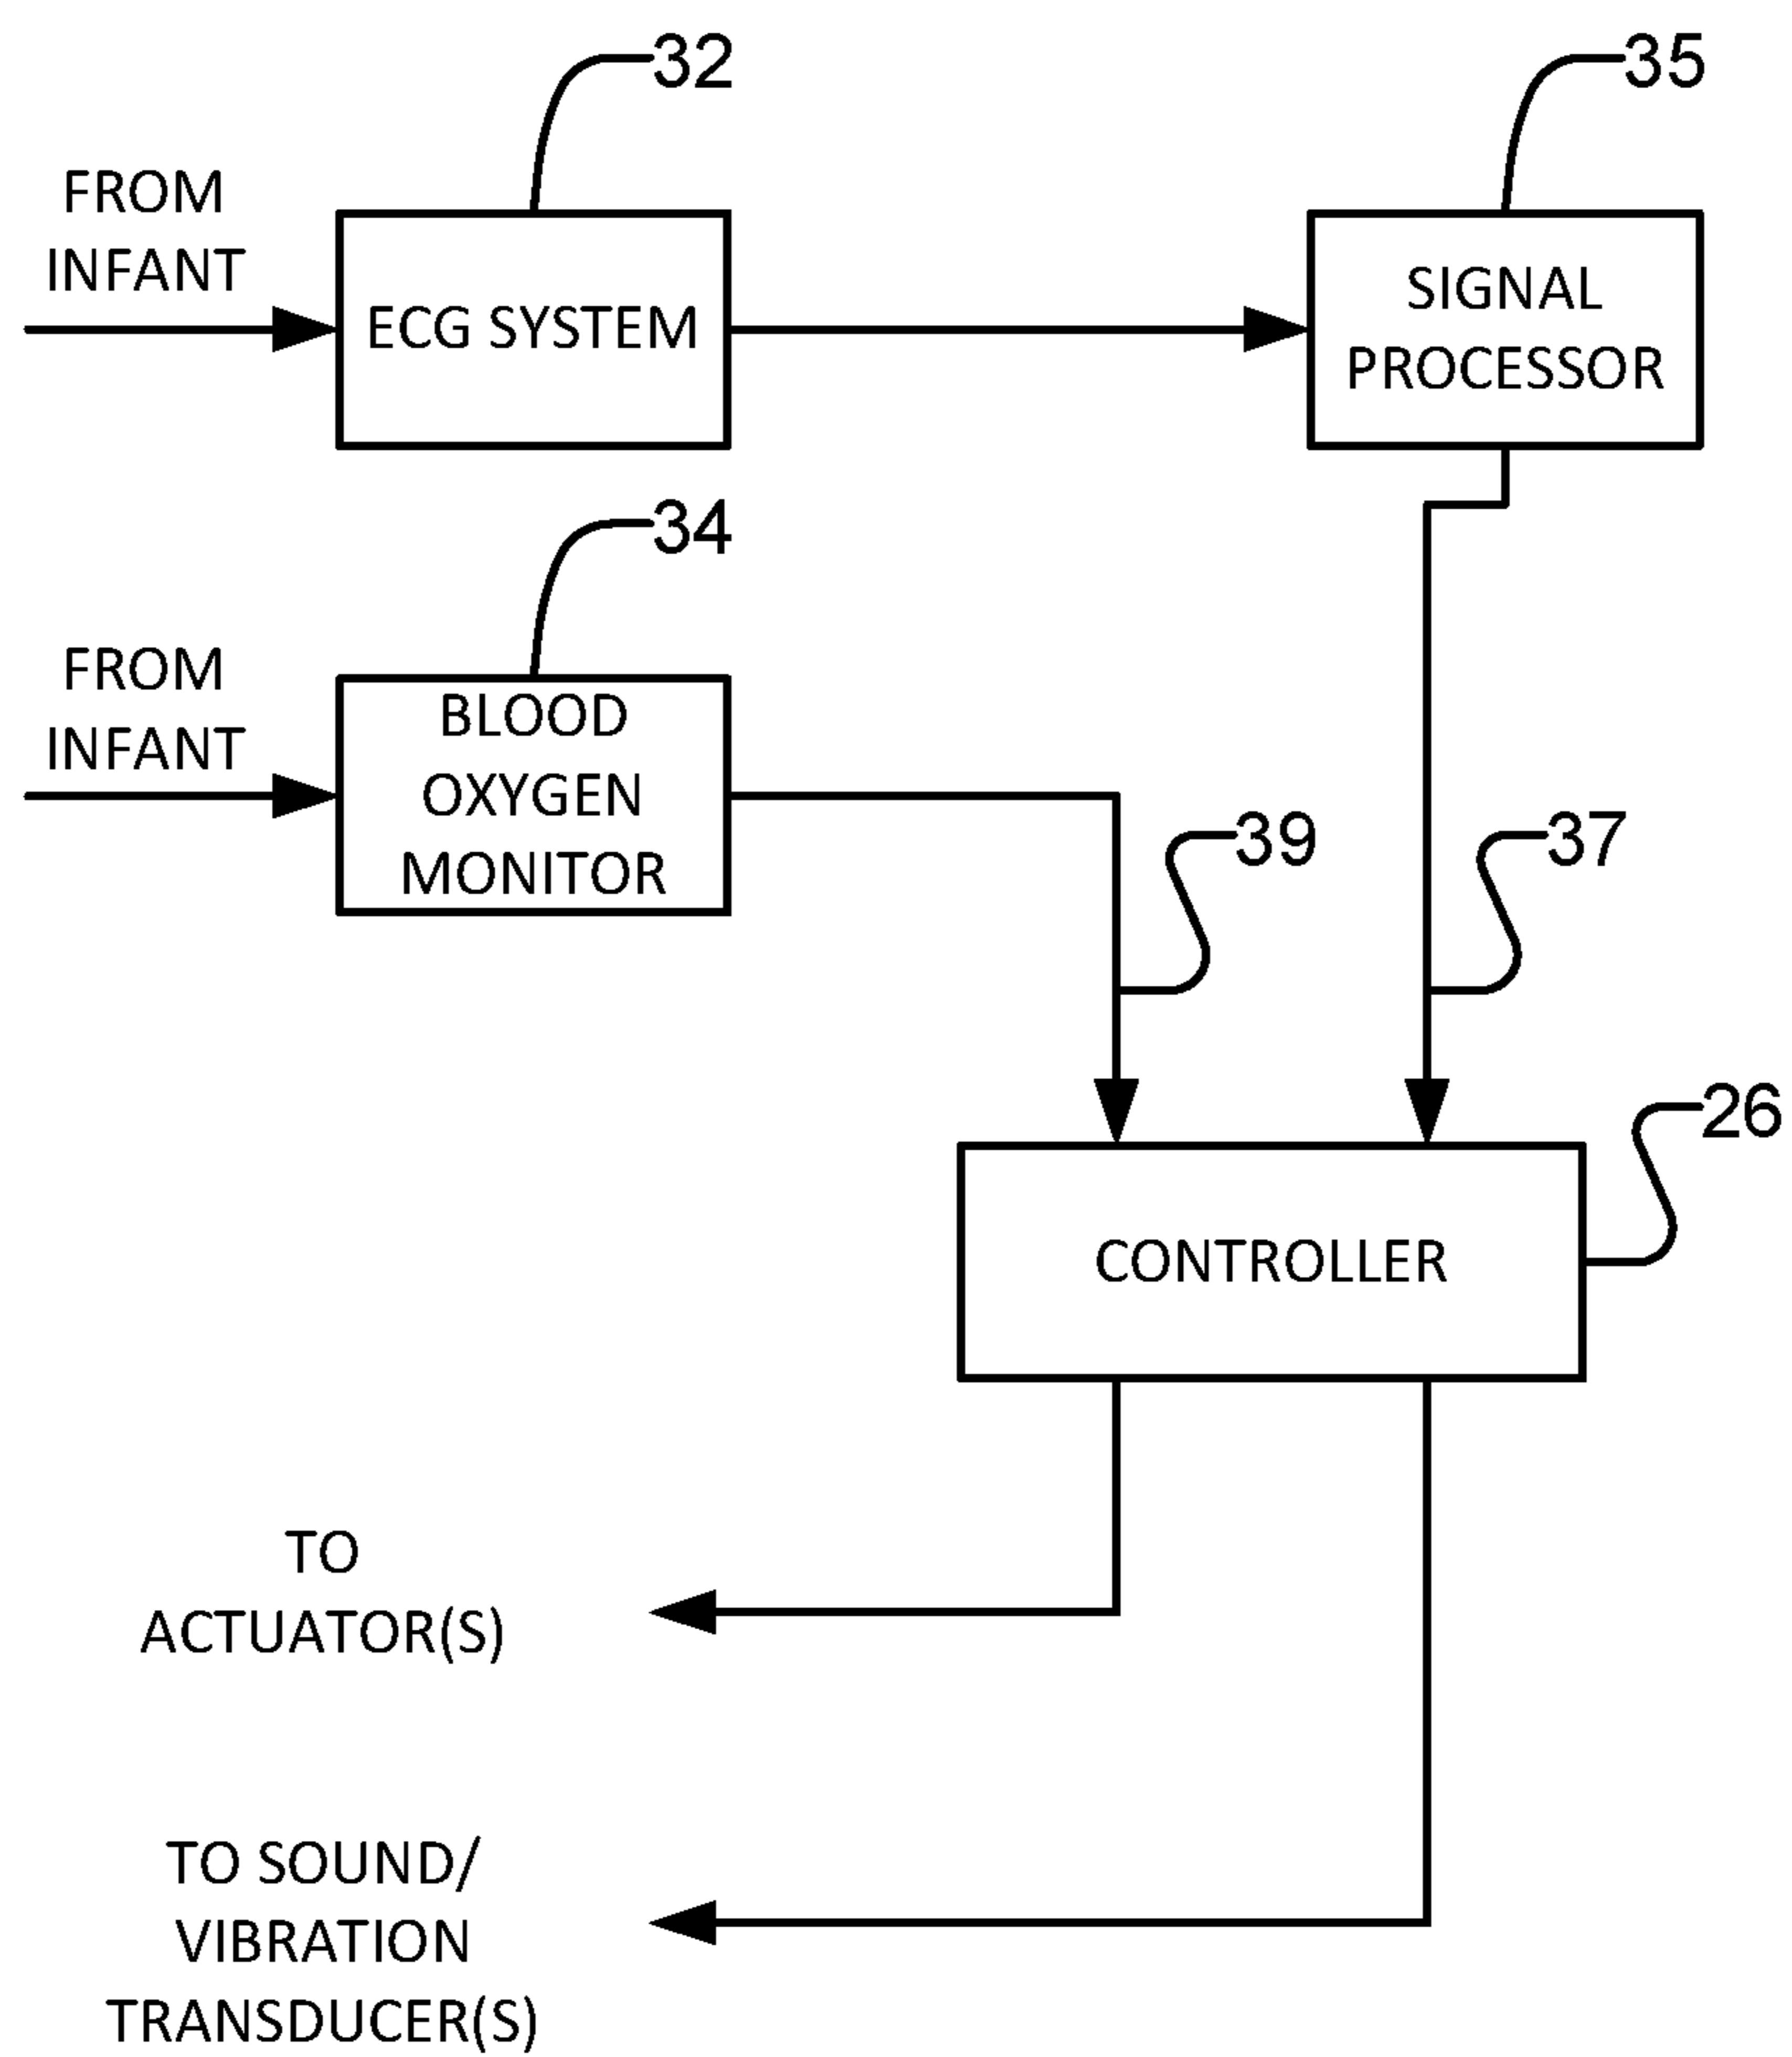 32
35
FROM
INFANT
ECG SYSTEM
SIGNAL
PROCESSOR
34
FROM
INFANT
BLOOD
OXYGEN
MONITOR
39
37
26
CONTROLLER
TO
ACTUATOR(S)
TO SOUND/
VIBRATION
TRANSDUCER(S)